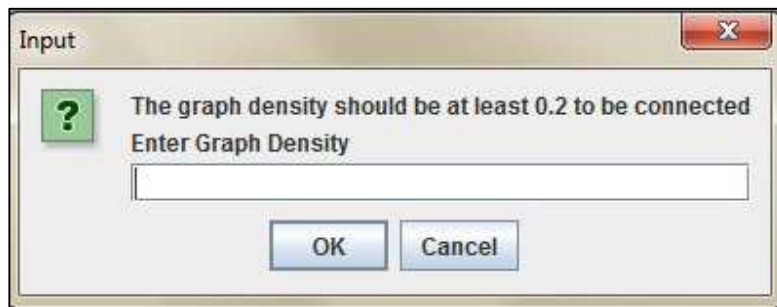 Input
The graph density should be at least 0.2 to be connected
Enter Graph Density
OK Cancel